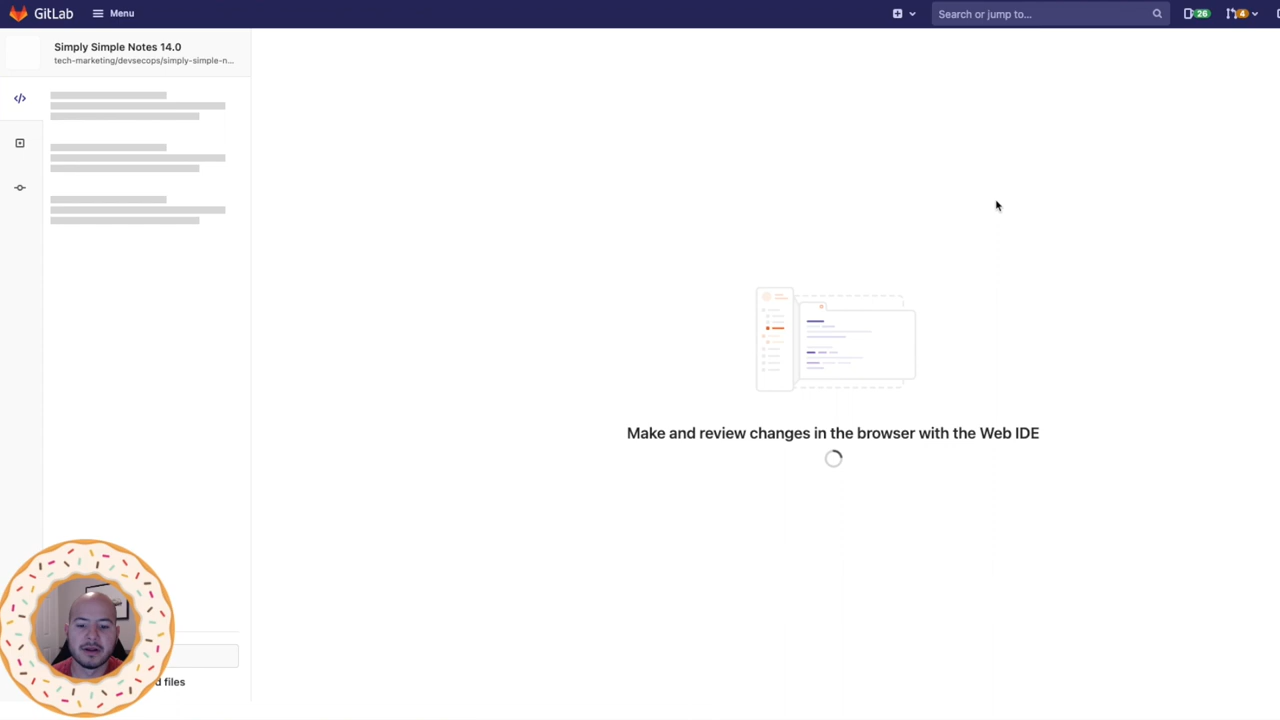 GitLab
Menu
Search or jump to...
26
4
Simply Simple Notes 14.0
tech-marketing/devsecops/simply-simple-n...
Make and review changes in the browser with the Web IDE
files